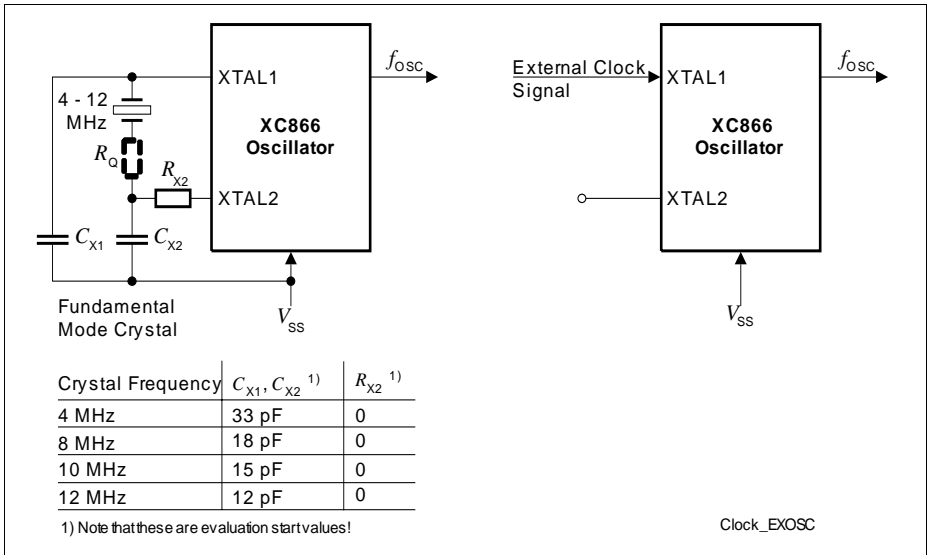 XTAL1
4 - 12
MHz
R_Q
R_X2
XTAL2
C_X1
C_X2
XC866
Oscillator
f_OSC
V_SS
Fundamental
Mode Crystal
External Clock
Signal
XTAL1
XC866
Oscillator
XTAL2
f_OSC
V_SS
Crystal Frequency C_X1, C_X2 1) R_X2 1)
4 MHz 33 pF 0
8 MHz 18 pF 0
10 MHz 15 pF 0
12 MHz 12 pF 0
1) Note that these are evaluation start values!
Clock_EXOSC